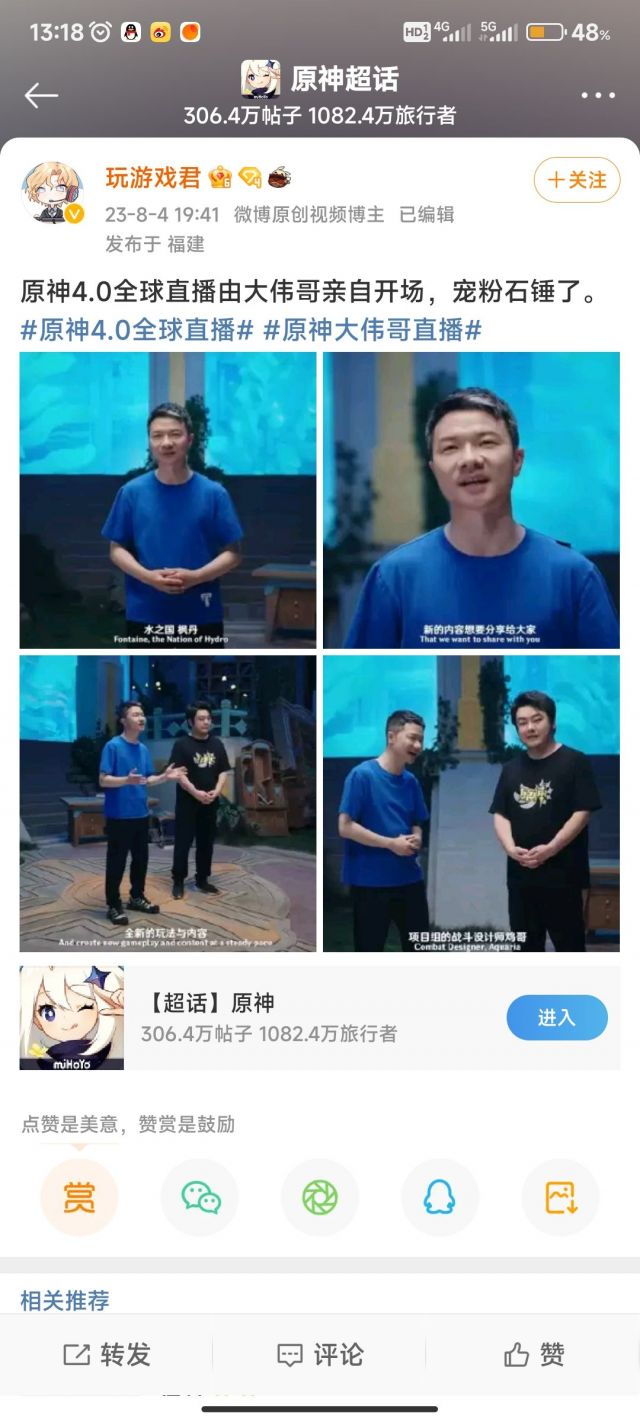 13:18
HD 1 2 4G 5G 48%
原神超话
306.4万帖子 1082.4万旅行者
玩游戏君
+关注
23-8-4 19:41 微博原创视频博主 已编辑
发布于 福建
原神4.0全球直播由大伟哥亲自开场，宠粉石锤了。
#原神4.0全球直播# #原神大伟哥直播#
水之国 枫丹
Fontaine, the Nation of Hydro
新的内容想要分享给大家
That we want to share with you
全新的玩法与内容
And create new gameplay and content at a steady pace
项目组的战斗设计师鸡哥
Combat Designer, Aquaria
miHoYo
【超话】原神
306.4万帖子 1082.4万旅行者
进入
点赞是美意，赞赏是鼓励
赏
相关推荐
转发
评论
赞